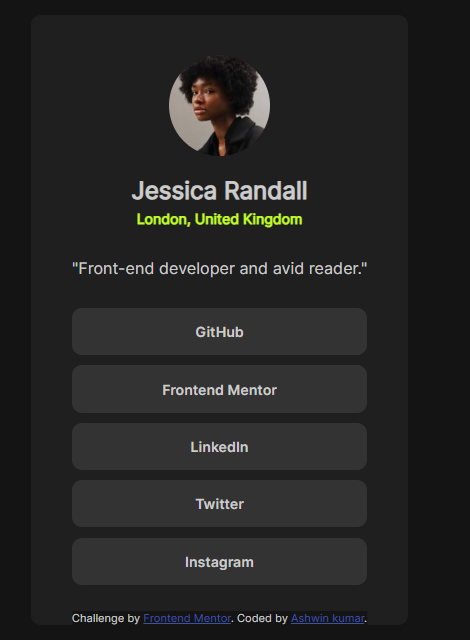 Jessica Randall
London, United Kingdom
"Front-end developer and avid reader."
GitHub
Frontend Mentor
LinkedIn
Twitter
Instagram
Challenge by Frontend Mentor. Coded by Ashwin kumar.